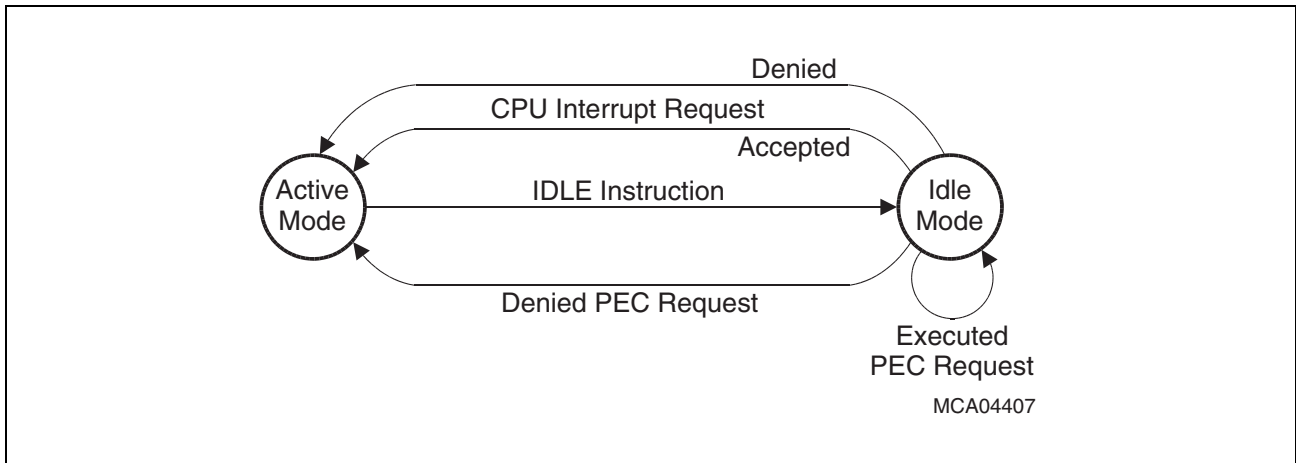 Denied
CPU Interrupt Request
Accepted
Active
Mode
IDLE Instruction
Idle
Mode
Denied PEC Request
Executed
PEC Request
MCA04407